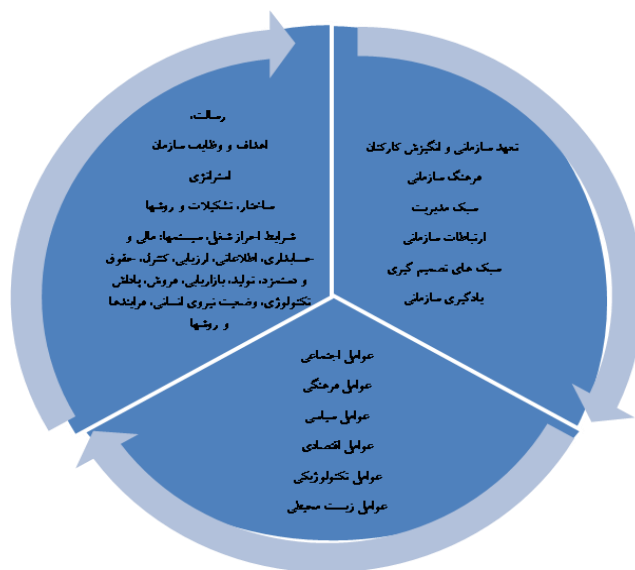 رسالت،
اهداف و وظایف سازمان
استراتژی
ساختار، تشکیلات و روشها
شرایط احراز شغل، سیستمها: مالی و
حسابداری، اطلاعاتی، ارزیابی، کنترل، حقوق
و دستمزد، تولید، بازاریابی، فروش، پاداش
تکنولوژی، وضعیت نیروی انسانی، فرایندها
و روشها
تعهد سازمانی و انگیزش کارکنان
فرهنگ سازمانی
سبک مدیریت
ارتباطات سازمانی
سبک های تصمیم گیری
یادگیری سازمانی
عوامل اجتماعی
عوامل فرهنگی
عوامل سیاسی
عوامل اقتصادی
عوامل تکنولوژیکی
عوامل زیست محیطی